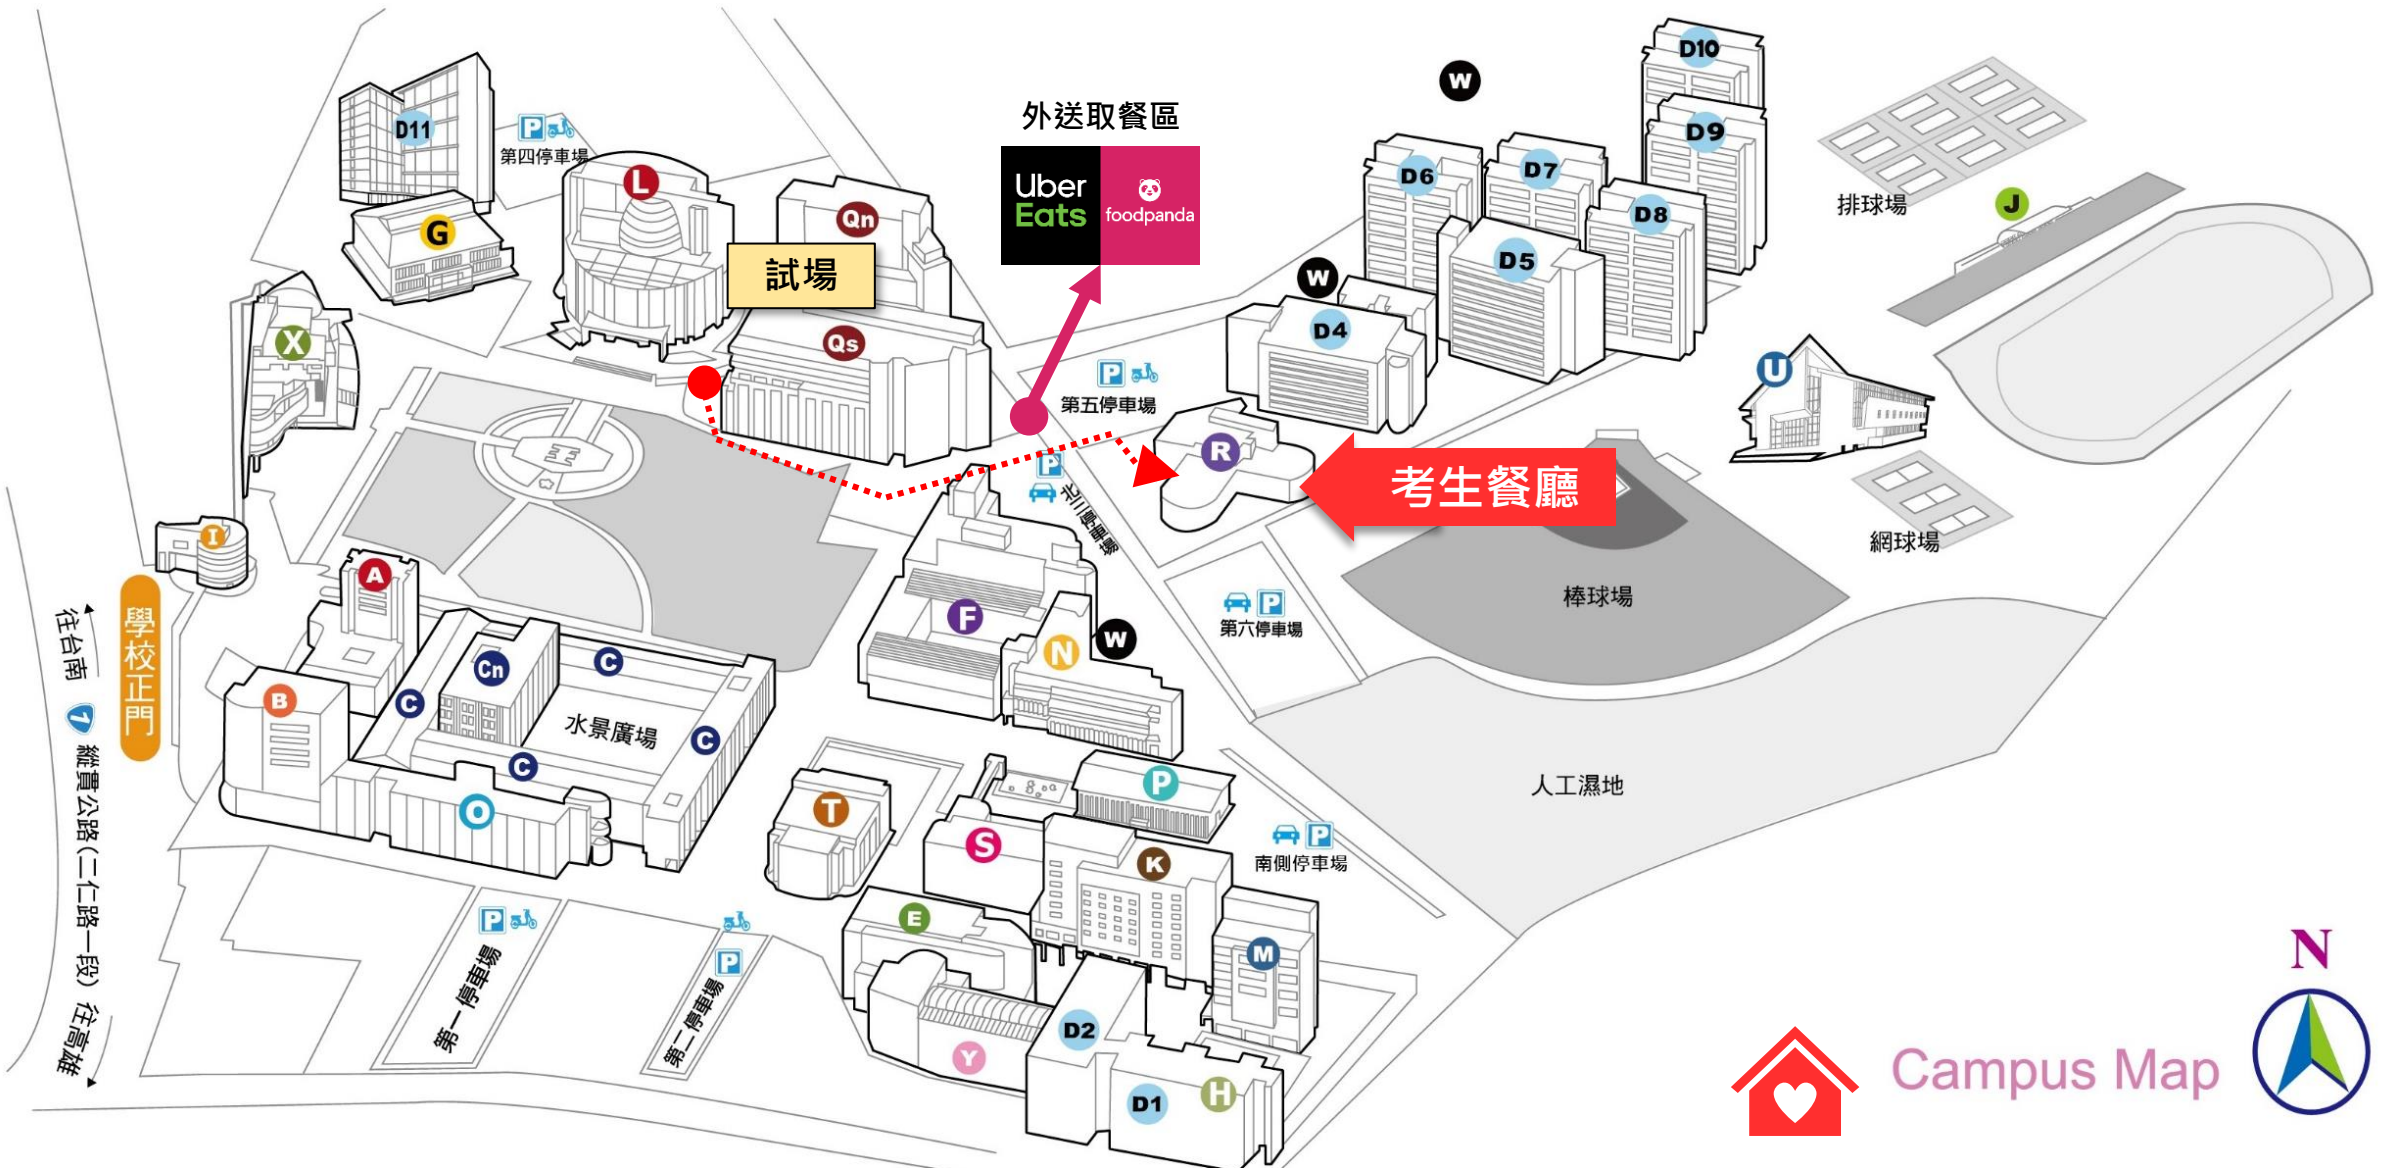 D10
W
外送取餐區
D11
P
第四停車場
D9
Uber
Eats
foodpanda
D6
D7
L
排球場
J
Qn
D8
G
試場
D5
W
D4
X
Qs
U
P
第五停車場
R
P
北三停車場
考生餐廳
網球場
I
A
棒球場
P
第六停車場
F
W
N
學校正門
往台南
1
縱貫公路(二仁路一段)
往高雄
Cn
C
C
C
C
水景廣場
B
O
T
P
人工濕地
S
K
P
南側停車場
E
P
第一停車場
P
第二停車場
M
N
D2
Y
H
D1
Campus Map